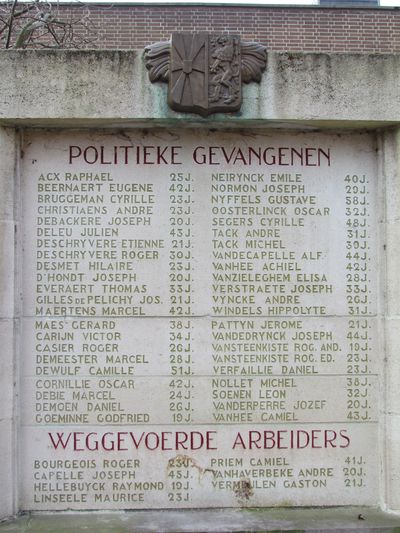 POLITIEKE GEVANGENEN
ACX RAPHAEL 25J.
BEERNAERT EUGENE 42J.
BRUGGEMAN CYRILLE 23J.
CHRISTIAENS ANDRE 23J.
DEBACKERE JOSEPH 20J.
DELEU JULIEN 43J.
DESCHRYVERE ETIENNE 21J.
DESCHRYVERE ROGER 30J.
DESMET HILAIRE 23J.
D'HONDT JOSEPH 20J.
EVERAERT THOMAS 33J.
GILLES DE PELICHY JOS. 21J.
MAERTENS MARCEL 42J.
MAES GERARD 38J.
CARIJN VICTOR 34J.
CASIER ROGER 26J.
DEMEESTER MARCEL 28J.
DEWULF CAMILLE 51J.
CORNILLIE OSCAR 42J.
DEBIE MARCEL 24J.
DEMOEN DANIEL 26J.
GOEMINNE GODFRIED 19J.
NEIRYNCK EMILE 40J.
NORMON JOSEPH 29J.
NYFFELS GUSTAVE 58J.
OOSTERLINCK OSCAR 32J.
SEGERS CYRILLE 48J.
TACK ANDRE 31J.
TACK MICHEL 30J.
VANDECAPELLE ALF. 44J.
VANHEE ACHIEL 42J.
VANZIELEGHEM ELISA 28J.
VERSTRAETE JOSEPH 33J.
VYNCKE ANDRE 26J.
WINDELS HIPPOLYTE 31J.
PATTYN JEROME 21J.
VANDEDRYNCK JOSEPH 44J.
VANSTEENKISTE ROG. AND. 19J.
VANSTEENKISTE ROG. ED. 23J.
VERFAILLIE DANIEL 23J.
NOLLET MICHEL 38J.
SOENEN LEON 32J.
VANDERPERRE JOZEF 20J.
VANHEE CAMIEL 43J.
WEGGEVOERDE ARBEIDERS
BOURGEOIS ROGER 23J.
CAPELLE JOSEPH 45J.
HELLEBUYCK RAYMOND 19J.
LINSEELE MAURICE 23J.
PRIEM CAMIEL 41J.
VANHAVERBEKE ANDRE 20J.
VERMEULEN GASTON 21J.